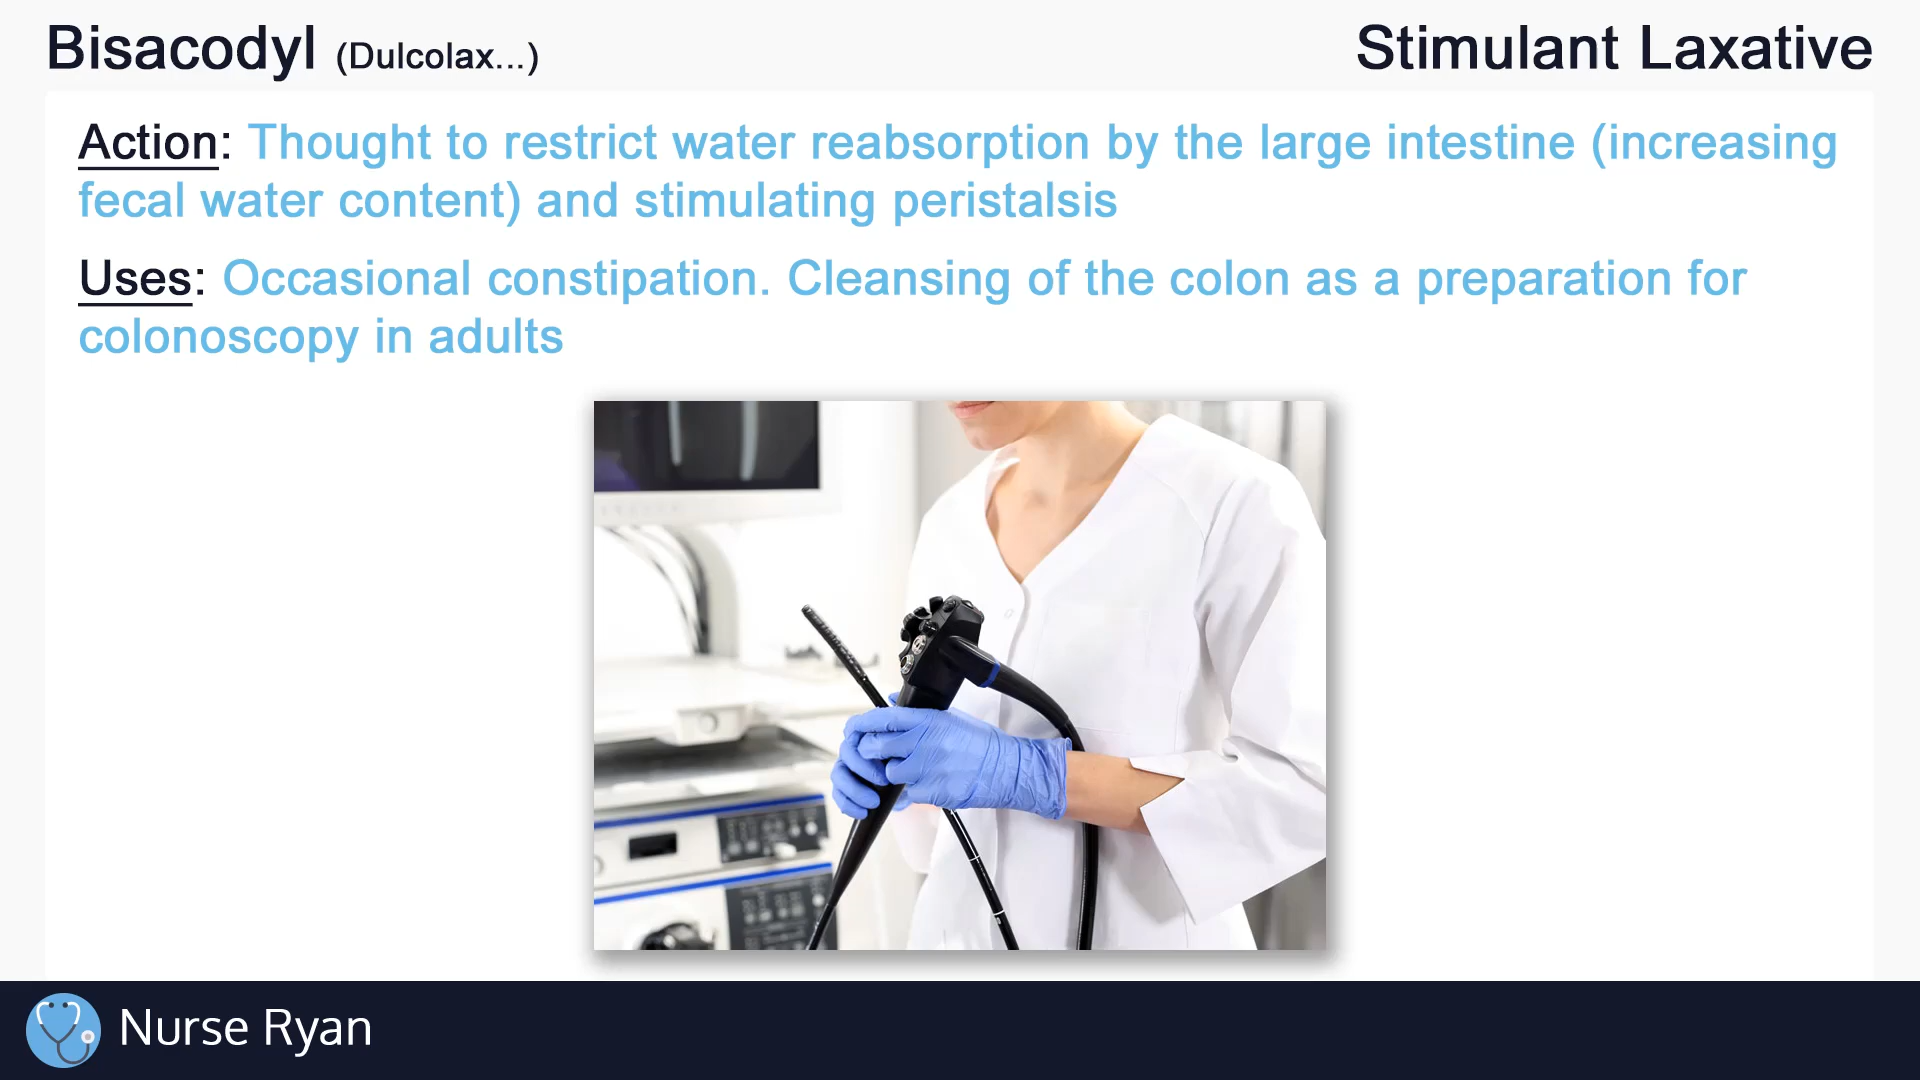 Bisacodyl (Dulcolax...)
Stimulant Laxative
Action: Thought to restrict water reabsorption by the large intestine (increasing
fecal water content) and stimulating peristalsis
Uses: Occasional constipation. Cleansing of the colon as a preparation for
colonoscopy in adults
Nurse Ryan